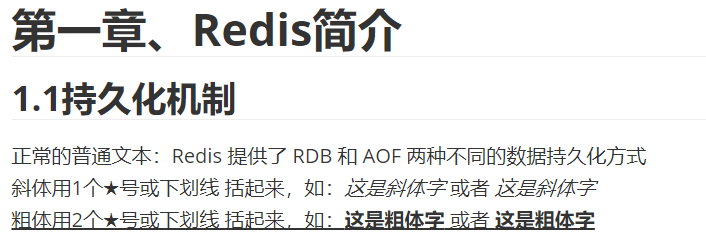 第一章、Redis简介
1.1持久化机制
正常的普通文本：Redis 提供了 RDB 和 AOF 两种不同的数据持久化方式
斜体用1个★号或下划线 括起来，如：这是斜体字 或者 这是斜体字
粗体用2个★号或下划线 括起来，如：这是粗体字 或者 这是粗体字